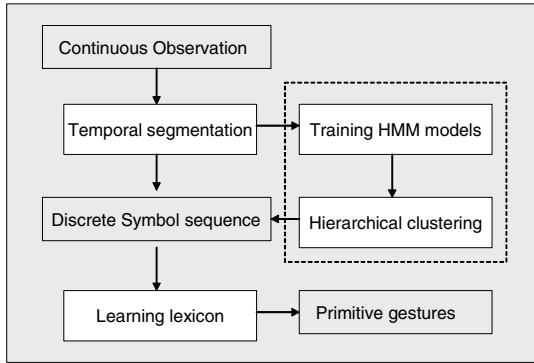 Continuous Observation
Temporal segmentation
Training HMM models
Discrete Symbol sequence
Hierarchical clustering
Learning lexicon
Primitive gestures